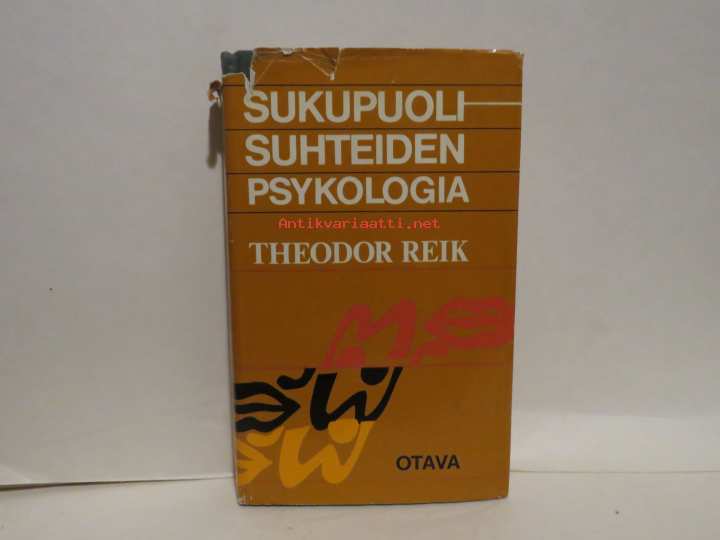 SUKUPUOLI–
SUHTEIDEN
PSYKOLOGIA
Antikvariaatti.net
THEODOR REIK
OTAVA